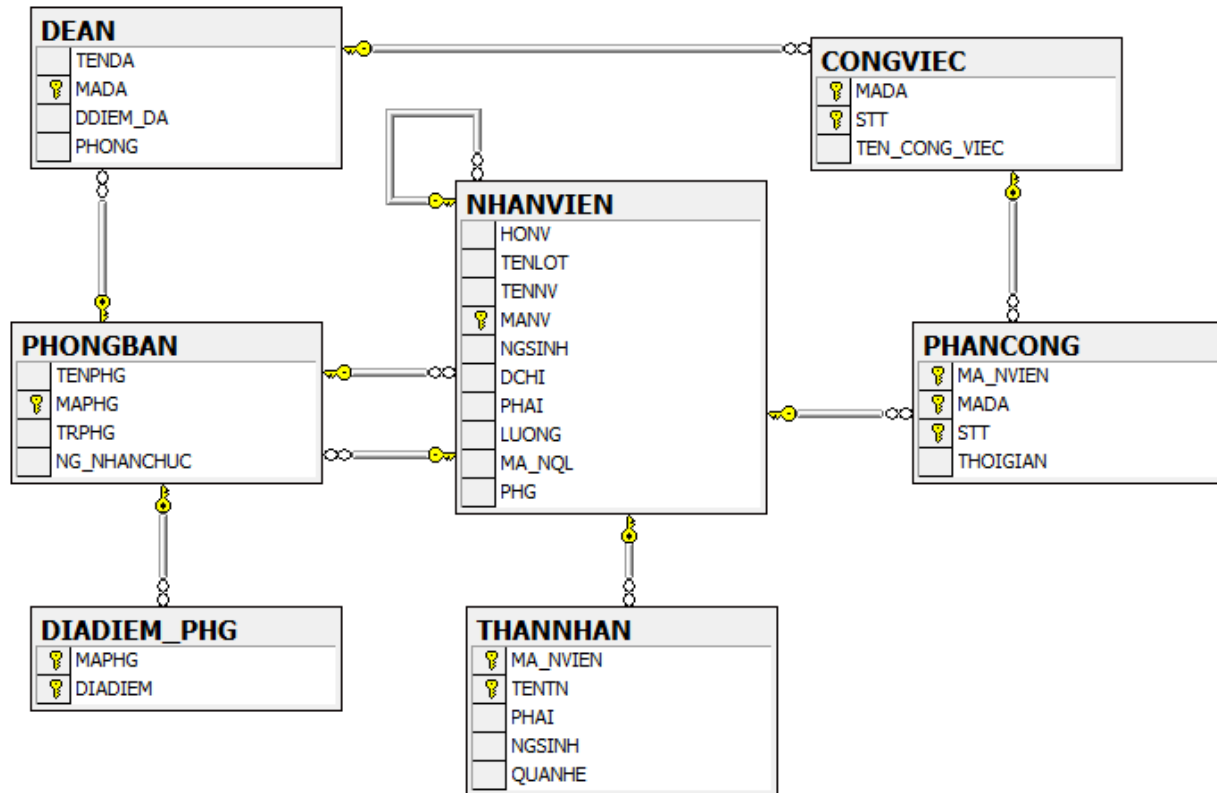 DEAN
TENDA
MADA
DDIEM_DA
PHONG
CONGVIEC
MADA
STT
TEN_CONG_VIEC
NHANVIEN
HONV
TENLOT
TENNV
MANV
NGSINH
DCHI
PHAI
LUONG
MA_NQL
PHG
PHONGBAN
TENPHG
MAPHG
TRPHG
NG_NHANCHUC
PHANCONG
MA_NVIEN
MADA
STT
THOIGIAN
DIADIEM_PHG
MAPHG
DIADIEM
THANNHAN
MA_NVIEN
TENTN
PHAI
NGSINH
QUANHE